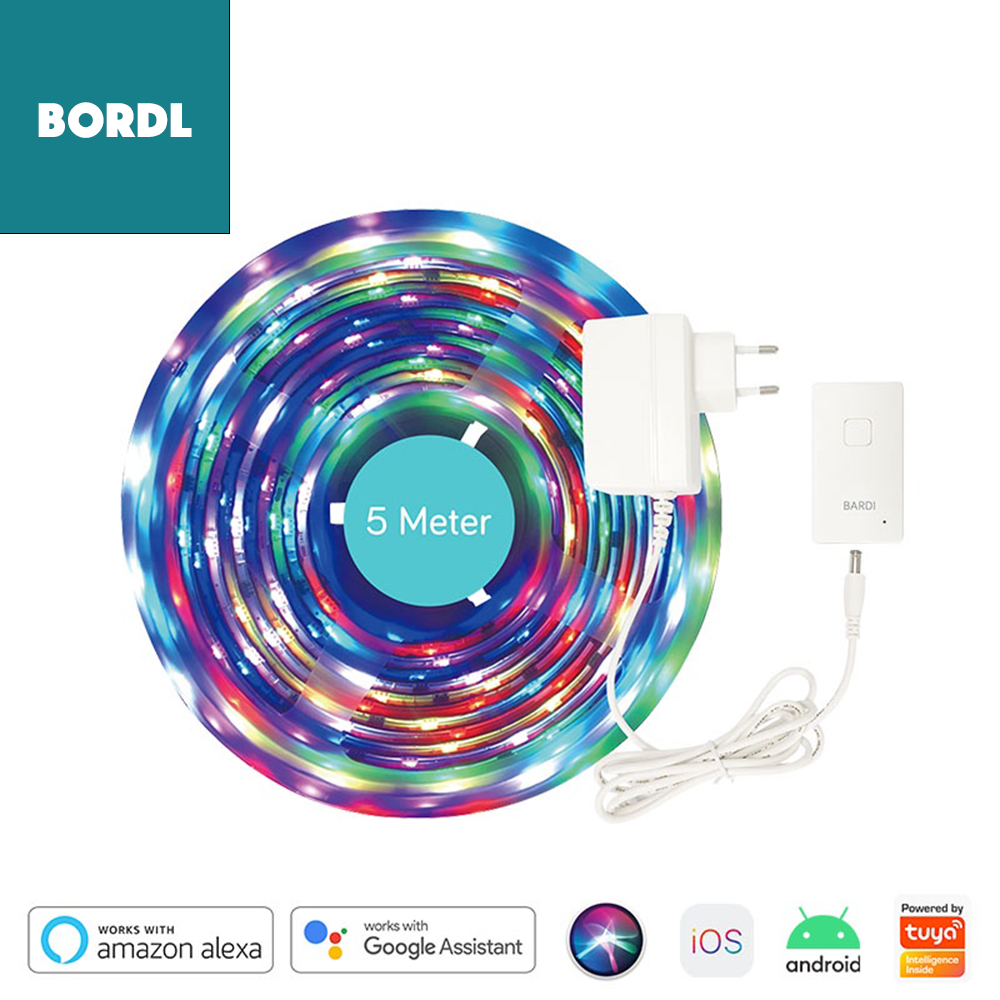 BORDL
5 Meter
BARDI
WORKS WITH
amazon alexa
works with
Google Assistant
iOS
android
Powered by
tuya
Intelligence
Inside